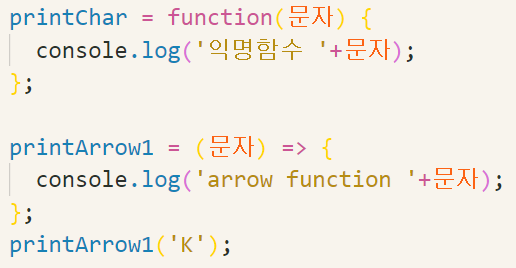 printChar = function(문자) {
console.log('익명함수 '+문자);
};
printArrow1 = (문자) => {
console.log('arrow function '+문자);
};
printArrow1('K');